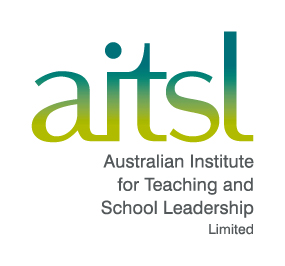 aitsl
Australian Institute
for Teaching and
School Leadership
Limited